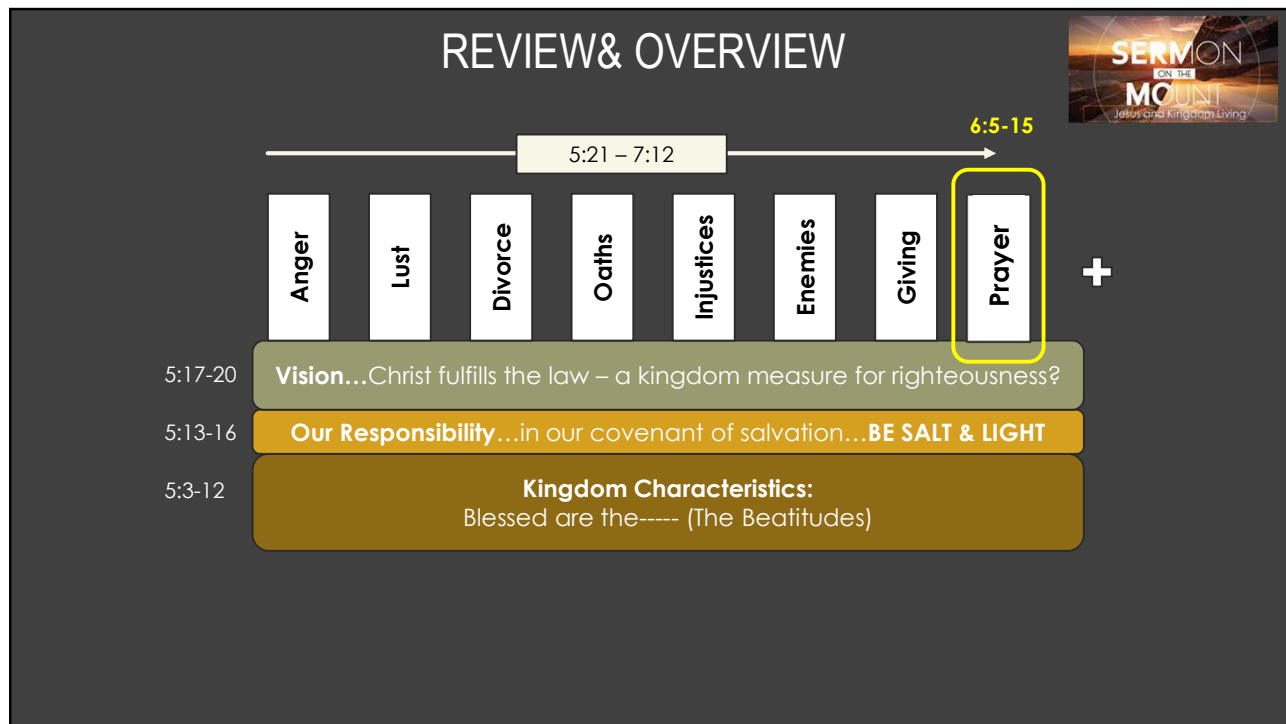 REVIEW& OVERVIEW
SERMON
ON THE
MOUNT
Jesus and Kingdom Living
6:5-15
5:21 – 7:12
Anger
Lust
Divorce
Oaths
Injustices
Enemies
Giving
Prayer
+
5:17-20
Vision...Christ fulfills the law – a kingdom measure for righteousness?
5:13-16
Our Responsibility...in our covenant of salvation...BE SALT & LIGHT
5:3-12
Kingdom Characteristics:
Blessed are the----- (The Beatitudes)